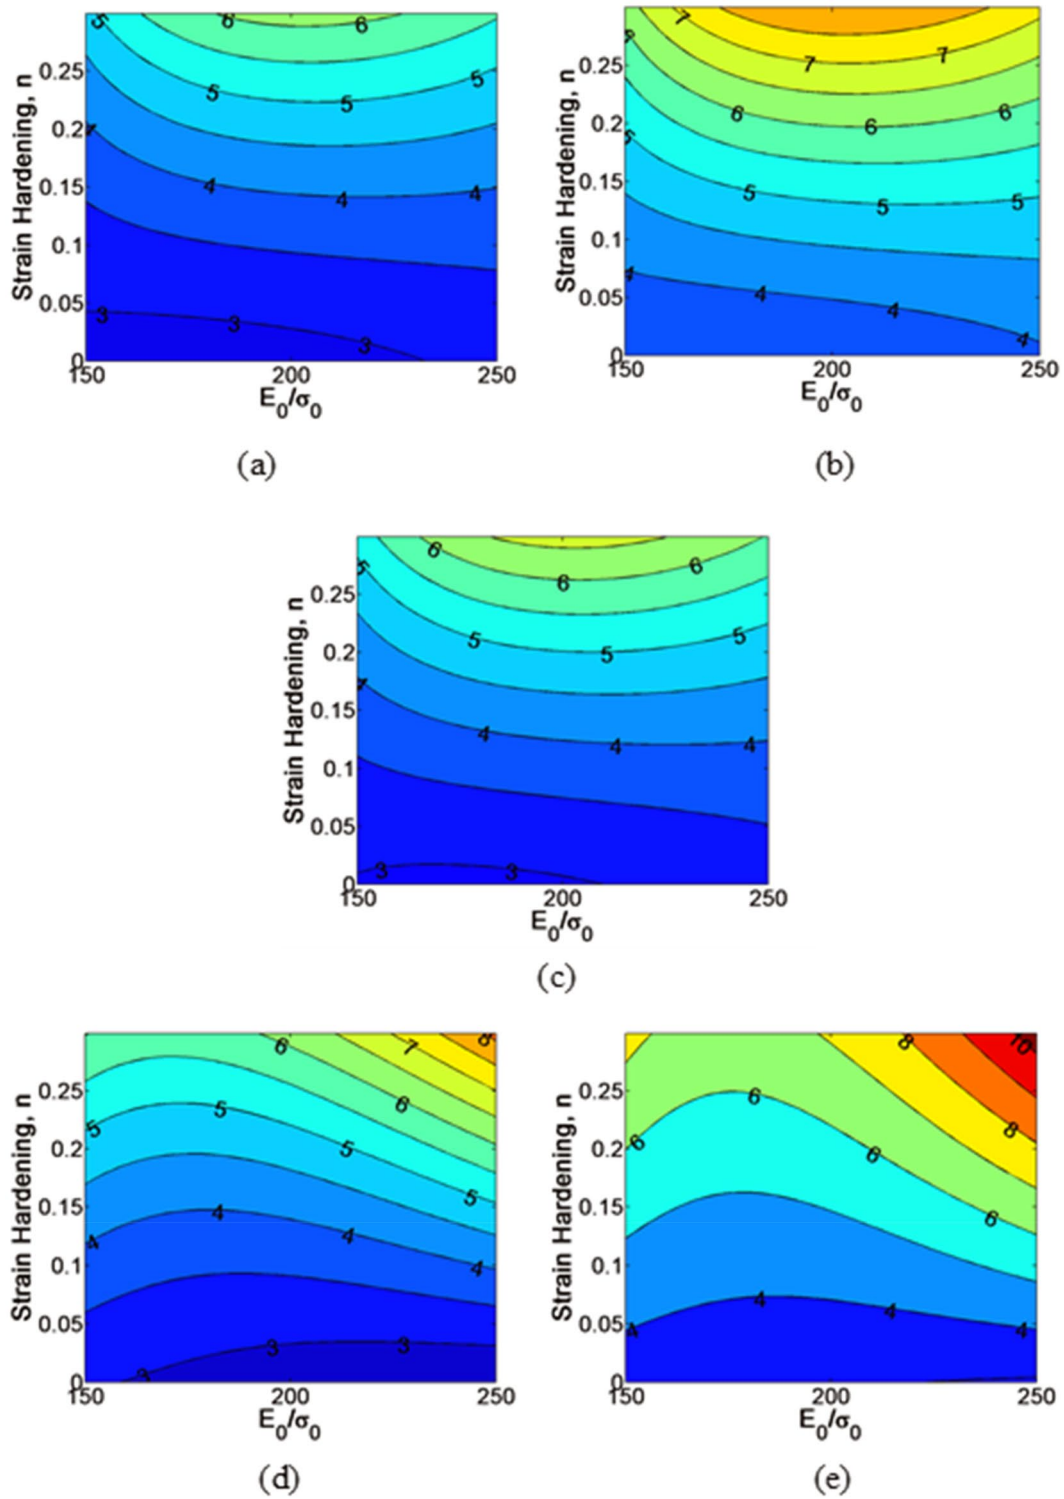 5 6 6
0.25 5 5 5
0.2 4
0.15 4 4 4
0.1
0.05 3 3 3
0
150 200 250
Strain Hardening, n
E0/σ0
(a)
7
0.25 7 7
0.2 6 6 6
5
0.15 5 5 5
0.1
0.05 4 4 4 4
0
150 200 250
Strain Hardening, n
E0/σ0
(b)
6 6 6
0.25 5
0.2 5 5 5
0.15 4
0.1 4 4 4
0.05
0 3 3
150 200 250
Strain Hardening, n
E0/σ0
(c)
6 7 8
0.25 6
0.2 5 5 5 5
0.15 4
0.1 4 4 4
0.05 3 3
0 3
150 200 250
Strain Hardening, n
E0/σ0
(d)
8 10
0.25 6 8
0.2 6 6
0.15 6
0.1
0.05 4 4 4 4
0
150 200 250
Strain Hardening, n
E0/σ0
(e)